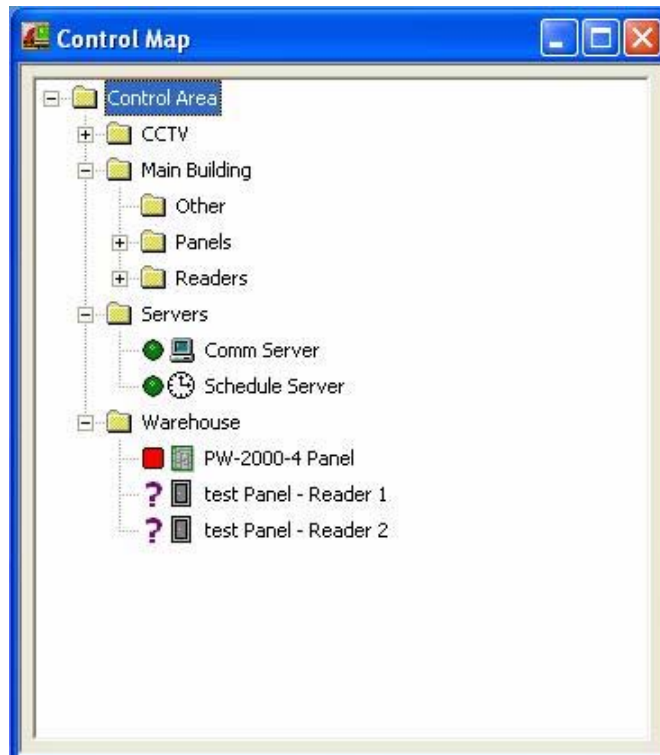 Control Map
Control Area
CCTV
Main Building
Other
Panels
Readers
Servers
Comm Server
Schedule Server
Warehouse
PW-2000-4 Panel
? test Panel - Reader 1
? test Panel - Reader 2